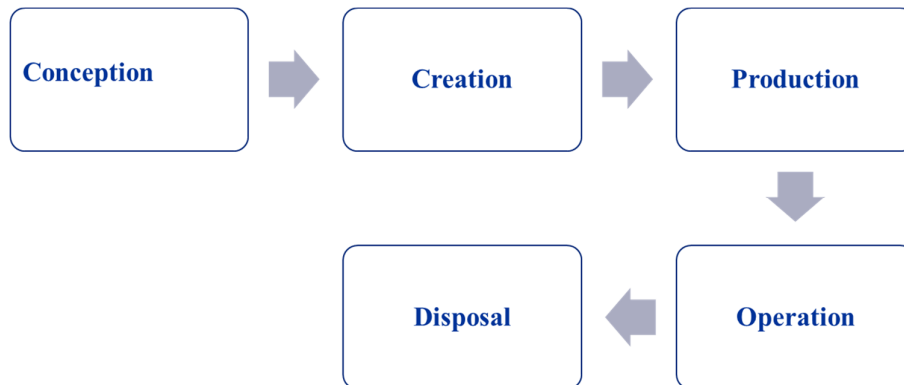 Conception
Creation
Production
Operation
Disposal